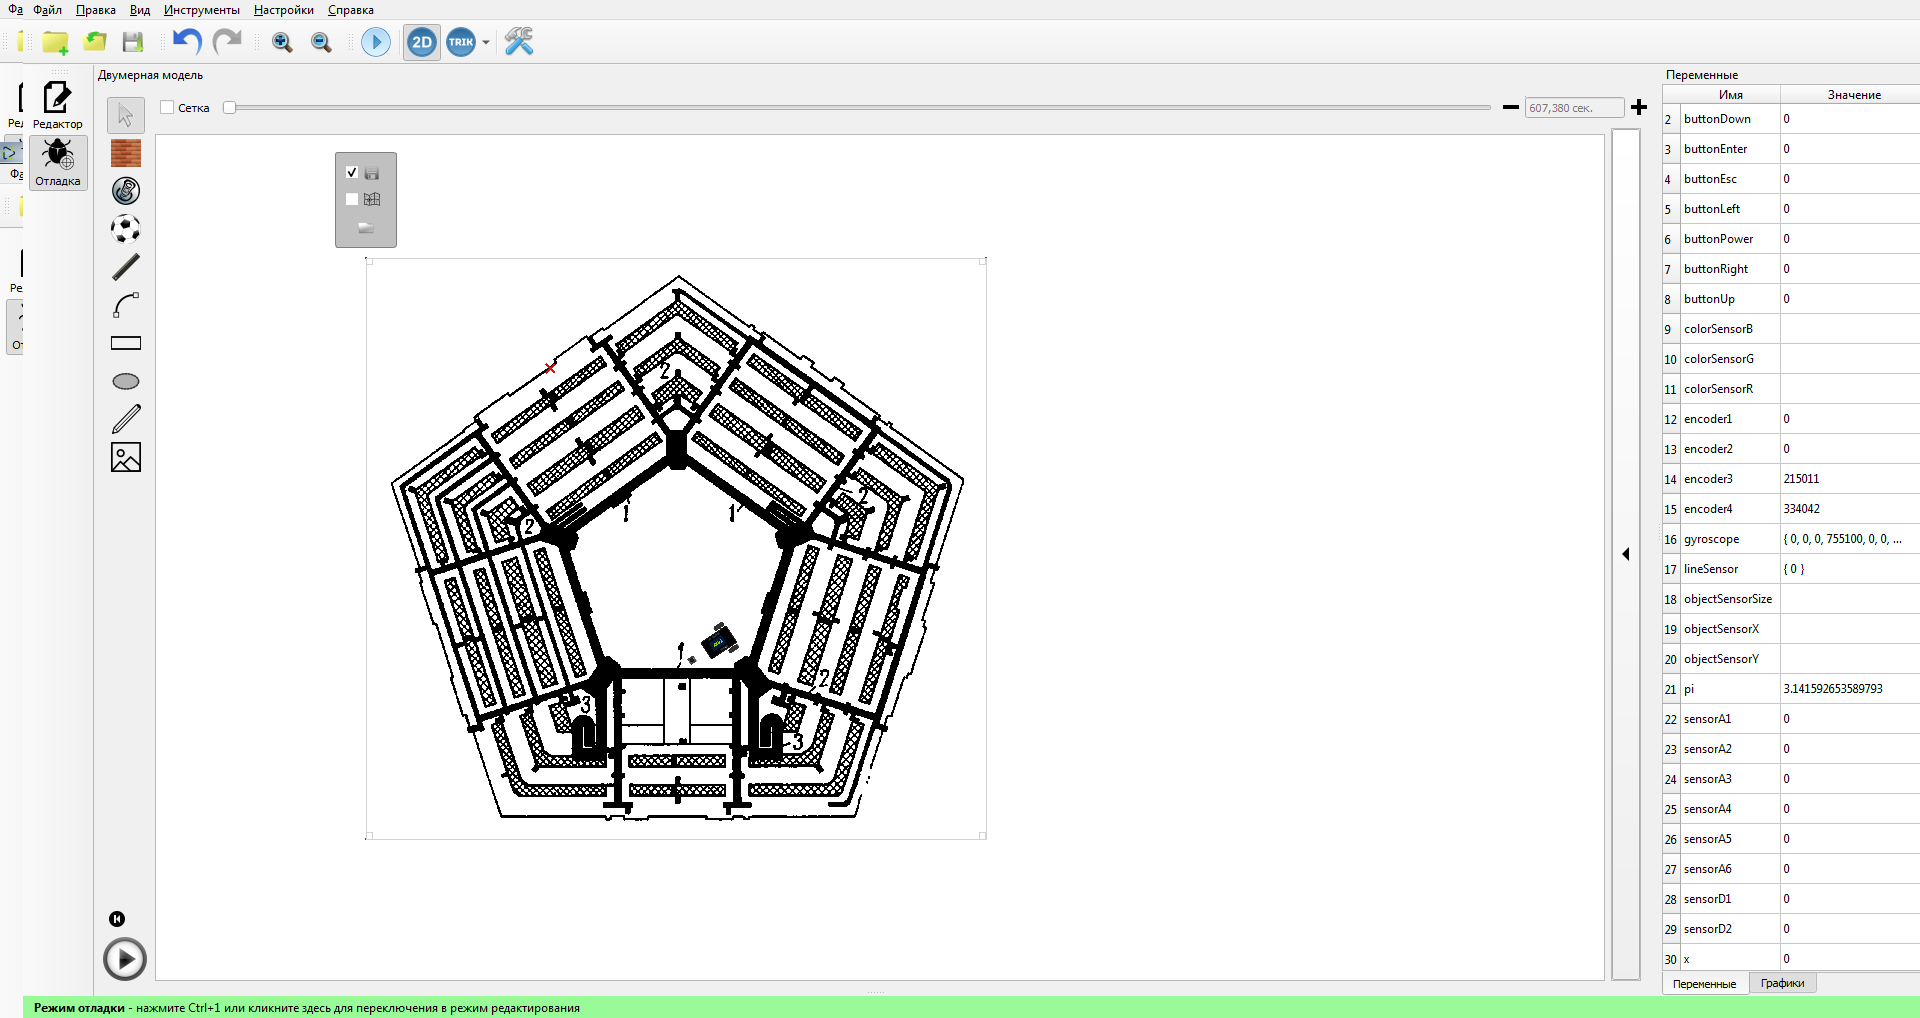 Фа Файл Правка Вид Инструменты Настройки Справка
2D TRIK
Двумерная модель
Переменные
Сетка
607,380 сек.
Ред Редактор
Фа
Отладка
Ре
От
Имя Значение
2 buttonDown 0
3 buttonEnter 0
4 buttonEsc 0
5 buttonLeft 0
6 buttonPower 0
7 buttonRight 0
8 buttonUp 0
9 colorSensorB
10 colorSensorG
11 colorSensorR
12 encoder1 0
13 encoder2 0
14 encoder3 215011
15 encoder4 334042
16 gyroscope { 0, 0, 0, 755100, 0, 0, ...
17 lineSensor { 0 }
18 objectSensorSize
19 objectSensorX
20 objectSensorY
21 pi 3.141592653589793
22 sensorA1 0
23 sensorA2 0
24 sensorA3 0
25 sensorA4 0
26 sensorA5 0
27 sensorA6 0
28 sensorD1 0
29 sensorD2 0
30 x 0
2
2
1
1
2
1
2
3
3
Переменные Графики
Режим отладки - нажмите Ctrl+1 или кликните здесь для переключения в режим редактирования